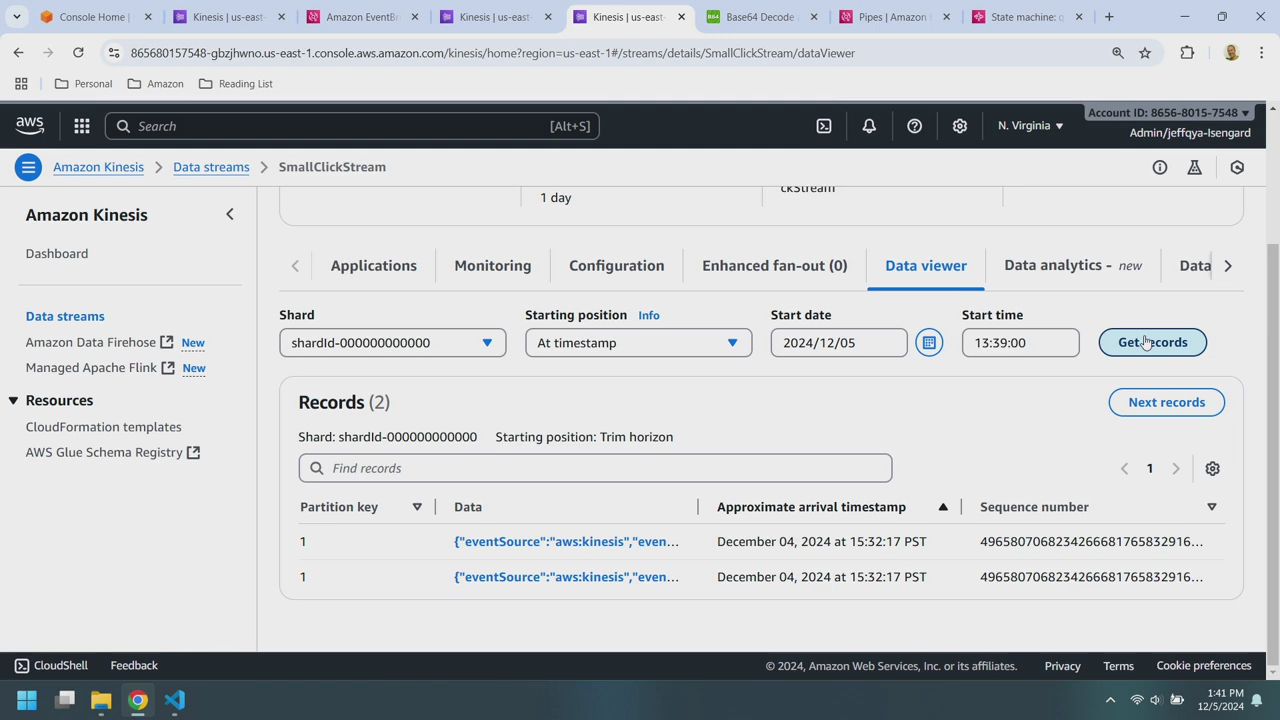 Console Home |
Kinesis | us-east-
Amazon EventBr
Kinesis | us-east-
Kinesis | us-east-
Base64 Decode
Pipes | Amazon
State machine: q
865680157548-gbzjhwno.us-east-1.console.aws.amazon.com/kinesis/home?region=us-east-1#/streams/details/SmallClickStream/dataViewer
Personal
Amazon
Reading List
aws
Search
[Alt+S]
N. Virginia
Account ID: 8656-8015-7548
Admin/jeffqya-Isengard
Amazon Kinesis
Data streams
SmallClickStream
Amazon Kinesis
Dashboard
Data streams
Amazon Data Firehose
New
Managed Apache Flink
New
Resources
CloudFormation templates
AWS Glue Schema Registry
1 day
ckStream
Applications
Monitoring
Configuration
Enhanced fan-out (0)
Data viewer
Data analytics - new
Data
Shard
Starting position Info
Start date
Start time
shardId-000000000000
At timestamp
2024/12/05
13:39:00
Get records
Records (2)
Next records
Shard: shardId-000000000000
Starting position: Trim horizon
Find records
1
Partition key
Data
Approximate arrival timestamp
Sequence number
1
{"eventSource":"aws:kinesis","even...
December 04, 2024 at 15:32:17 PST
4965807068234266681765832916...
1
{"eventSource":"aws:kinesis","even...
December 04, 2024 at 15:32:17 PST
4965807068234266681765832916...
CloudShell
Feedback
© 2024, Amazon Web Services, Inc. or its affiliates.
Privacy
Terms
Cookie preferences
1:41 PM
12/5/2024